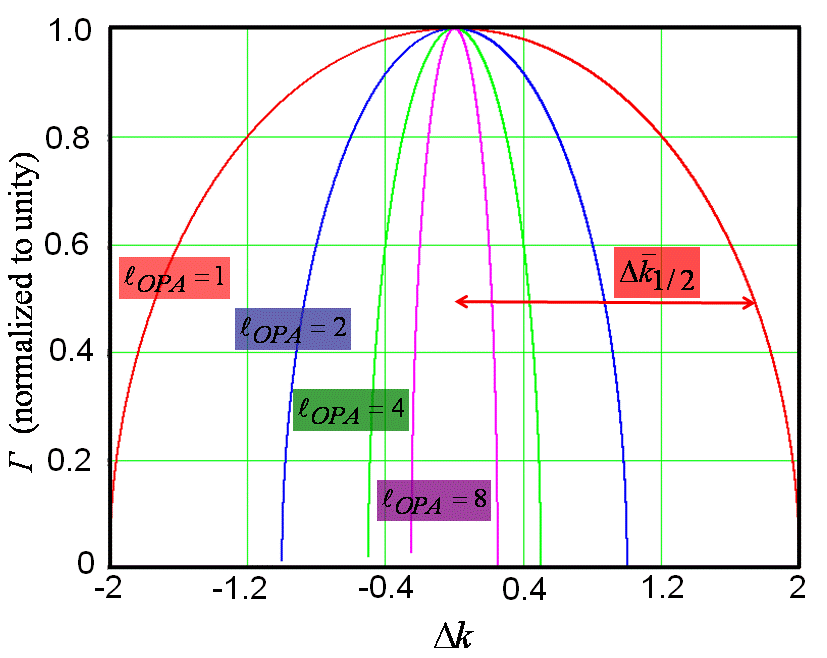 Γ (normalized to unity)
1.0
0.8
0.6
0.4
0.2
0
ℓOPA = 1
ℓOPA = 2
ℓOPA = 4
ℓOPA = 8
Δk̄1/2
-2 -1.2 -0.4 0.4 1.2 2
Δk